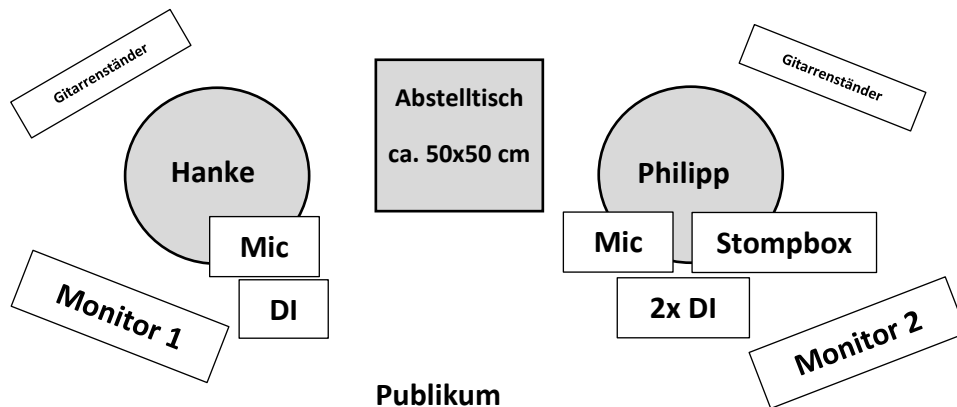 Gitarrenständer
Gitarrenständer
Abstelltisch
ca. 50x50 cm
Hanke
Philipp
Mic
Mic
Stompbox
Monitor 1
DI
2x DI
Monitor 2
Publikum